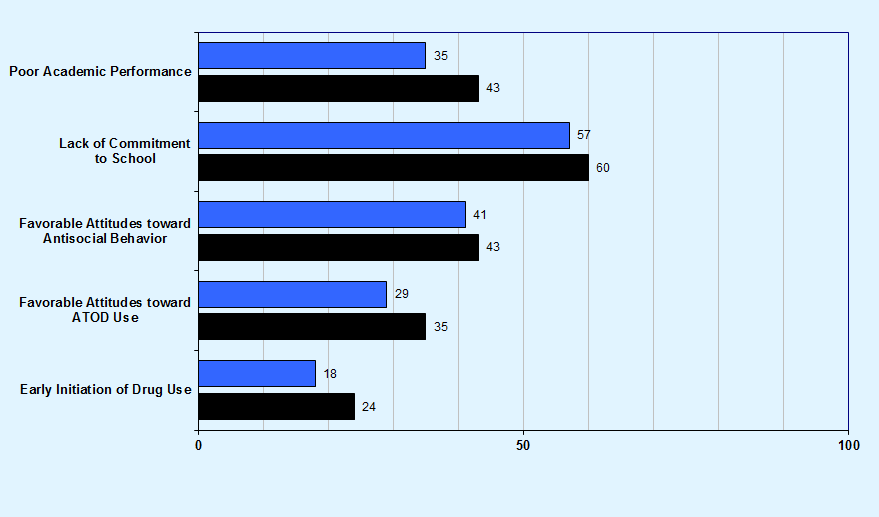 Poor Academic Performance
35
43
Lack of Commitment
to School
57
60
Favorable Attitudes toward
Antisocial Behavior
41
43
Favorable Attitudes toward
ATOD Use
29
35
Early Initiation of Drug Use
18
24
0
50
100